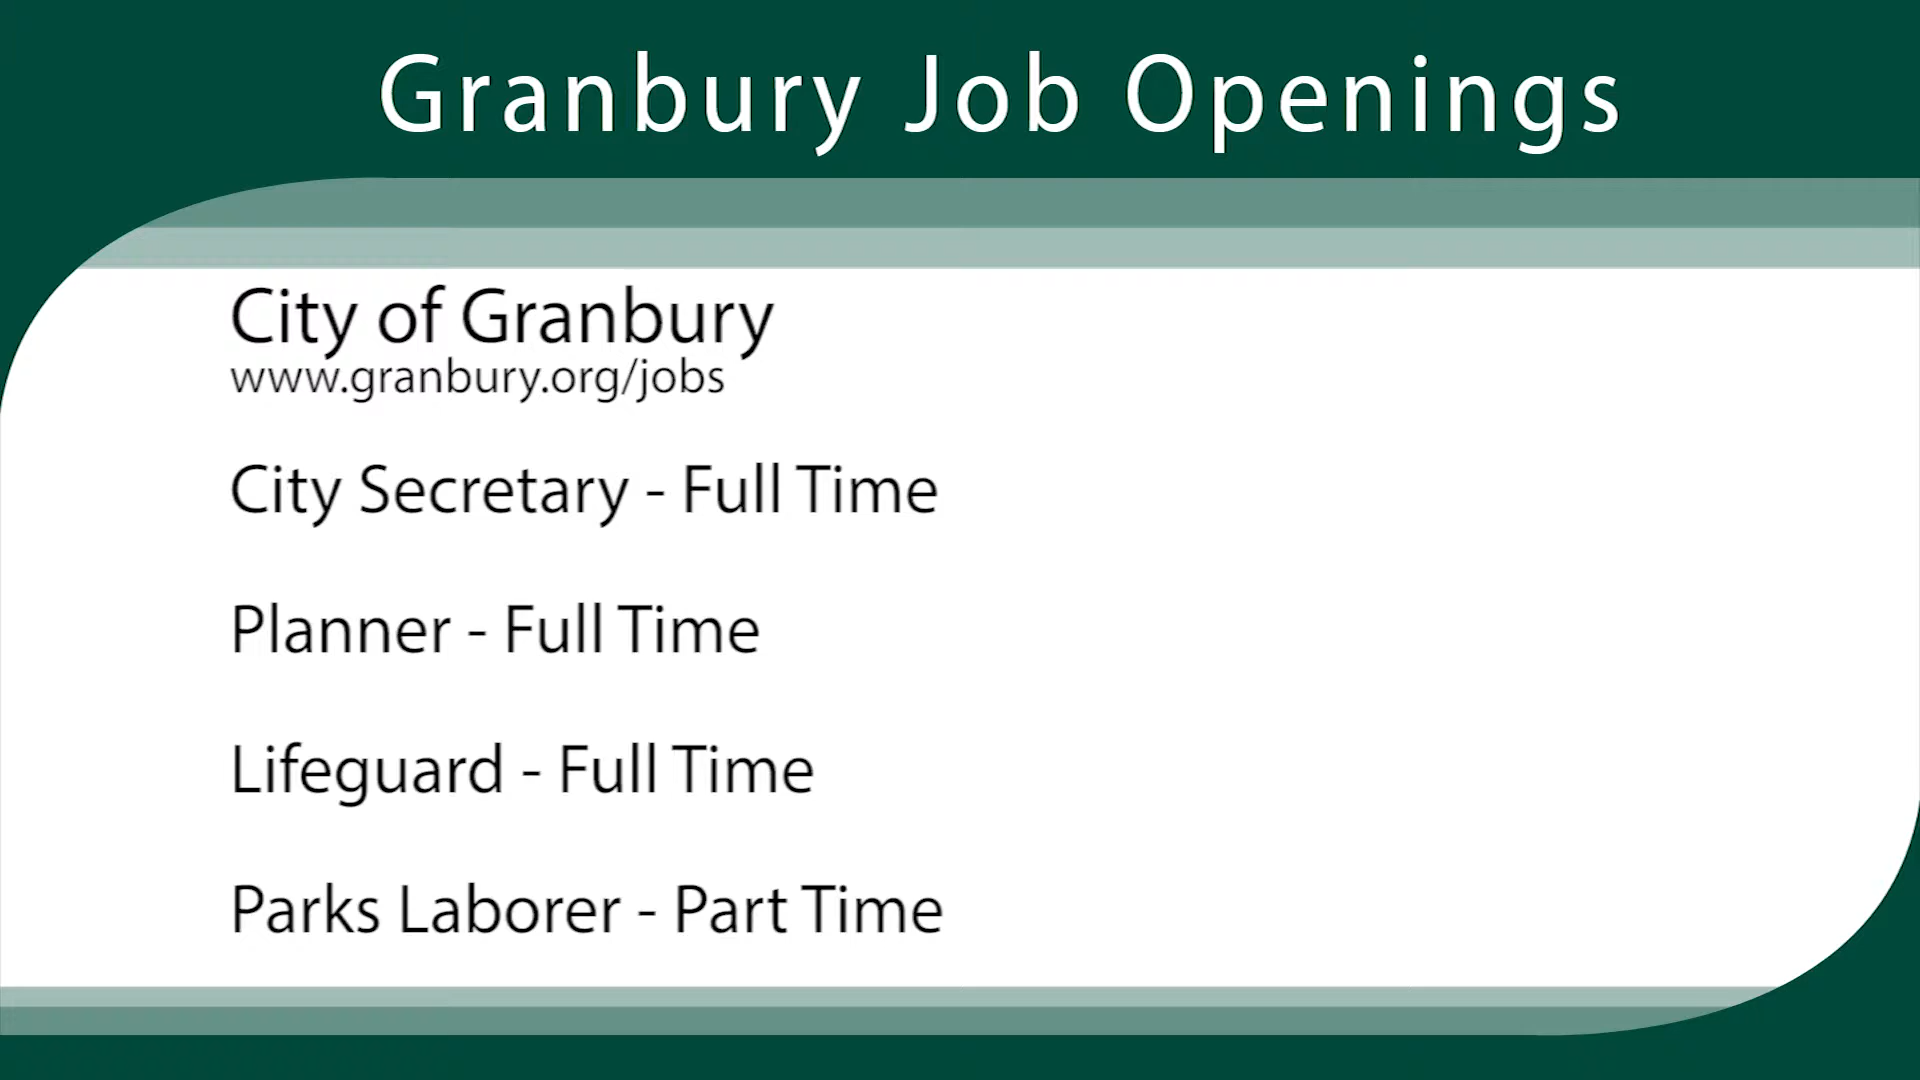 Granbury Job Openings
City of Granbury
www.granbury.org/jobs
City Secretary - Full Time
Planner - Full Time
Lifeguard - Full Time
Parks Laborer - Part Time